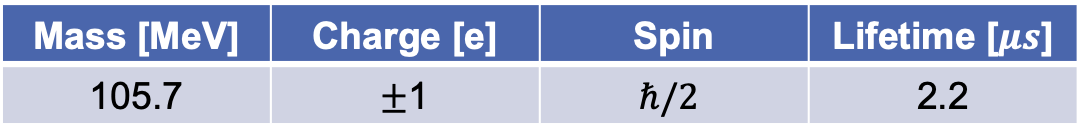 Mass [MeV] Charge [e] Spin Lifetime [μs]
105.7 ±1 ℏ/2 2.2